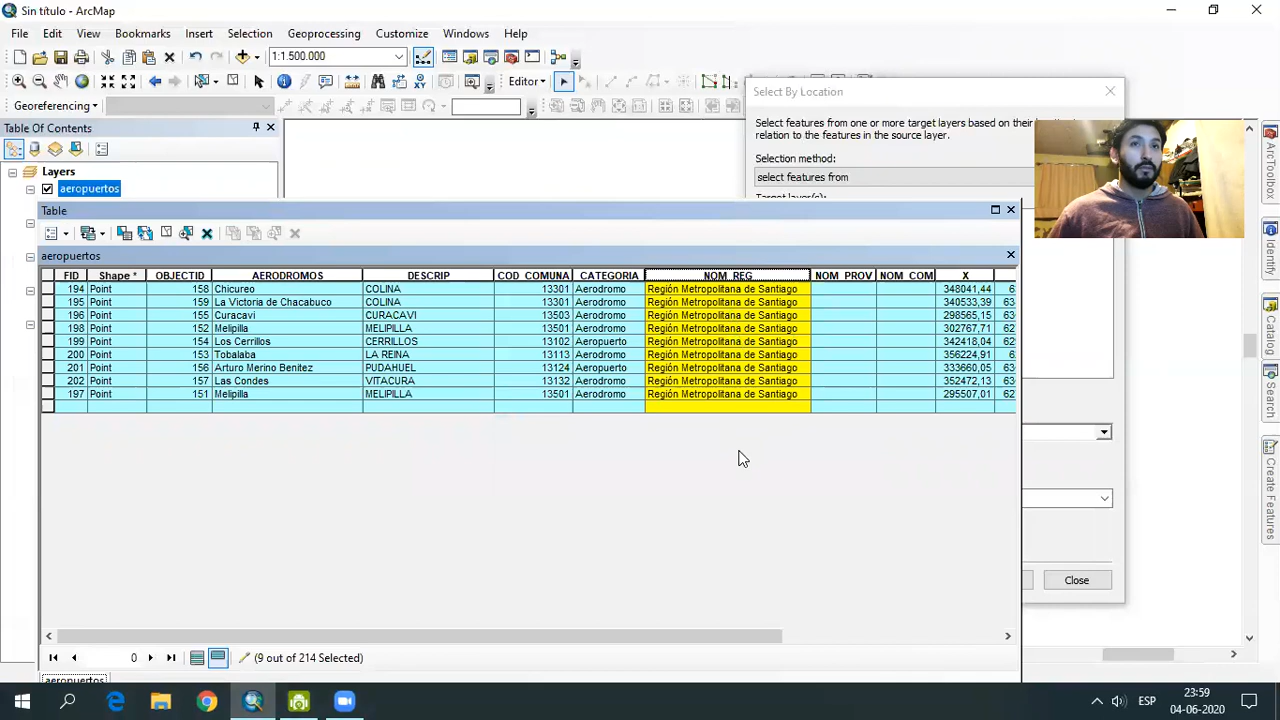 Sin título - ArcMap
File Edit View Bookmarks Insert Selection Geoprocessing Customize Windows Help
1:1.500.000
Editor
Georeferencing
Table Of Contents
Layers
aeropuertos
Select By Location
Select features from one or more target layers based on their
relation to the features in the source layer.
Selection method:
select features from
Target layer(s):
Table
aeropuertos
FID Shape * OBJECTID AERODROMOS DESCRIP COD_COMUNA CATEGORIA NOM_REG NOM_PROV NOM_COM X
194 Point 158 Chicureo COLINA 13301 Aerodromo Región Metropolitana de Santiago 348041,44
195 Point 159 La Victoria de Chacabuco COLINA 13301 Aerodromo Región Metropolitana de Santiago 340533,39
196 Point 155 Curacavi CURACAVI 13503 Aerodromo Región Metropolitana de Santiago 298565,15
198 Point 152 Melipilla MELIPILLA 13501 Aerodromo Región Metropolitana de Santiago 302767,71
199 Point 154 Los Cerrillos CERRILLOS 13102 Aeropuerto Región Metropolitana de Santiago 342418,04
200 Point 153 Tobalaba LA REINA 13113 Aerodromo Región Metropolitana de Santiago 356224,91
201 Point 156 Arturo Merino Benitez PUDAHUEL 13124 Aeropuerto Región Metropolitana de Santiago 333660,05
202 Point 157 Las Condes VITACURA 13132 Aerodromo Región Metropolitana de Santiago 352472,13
197 Point 151 Melipilla MELIPILLA 13501 Aerodromo Región Metropolitana de Santiago 295507,01
0
(9 out of 214 Selected)
aeropuertos
Close
ArcToolbox
Identify
Catalog
Search
Create Features
ESP
23:59
04-06-2020